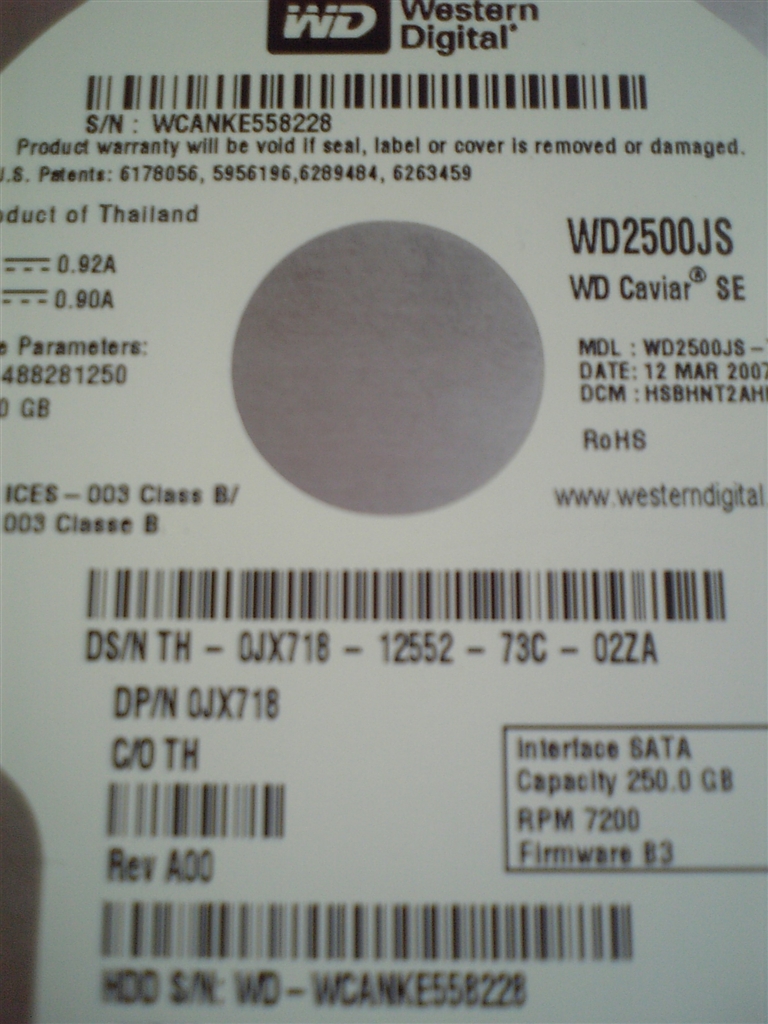 WD Western
Digital®
S/N : WCANKE558228
Product warranty will be void if seal, label or cover is removed or damaged.
U.S. Patents: 6178056, 5956196,6289484, 6263459
oduct of Thailand
0.92A
0.90A
WD2500JS
WD Caviar® SE
e Parameters:
488281250
0 GB
MDL : WD2500JS-
DATE: 12 MAR 2007
DCM : HSBHNT2AH
RoHS
ICES-003 Class B/
003 Classe B
www.westerndigital
DS/N TH - 0JX718 - 12552 - 73C - 02ZA
DP/N 0JX718
C/O TH
Rev A00
Interface SATA
Capacity 250.0 GB
RPM 7200
Firmware B3
HDD S/N: WD-WCANKE558228